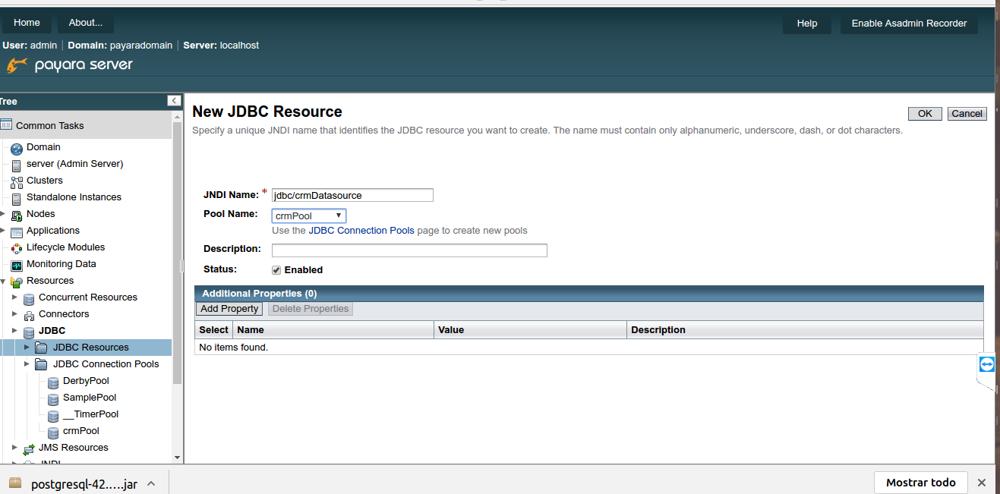 Home About... Help Enable Asadmin Recorder
User: admin Domain: payaradomain Server: localhost
payara server
Tree
Common Tasks
Domain
server (Admin Server)
Clusters
Standalone Instances
Nodes
Applications
Lifecycle Modules
Monitoring Data
Resources
Concurrent Resources
Connectors
JDBC
JDBC Resources
JDBC Connection Pools
DerbyPool
SamplePool
__TimerPool
crmPool
JMS Resources
JNDI
New JDBC Resource
OK Cancel
Specify a unique JNDI name that identifies the JDBC resource you want to create. The name must contain only alphanumeric, underscore, dash, or dot characters.
JNDI Name: * jdbc/crmDatasource
Pool Name: crmPool
Use the JDBC Connection Pools page to create new pools
Description:
Status: Enabled
Additional Properties (0)
Add Property Delete Properties
Select Name Value Description
No items found.
postgresql-42.....jar Mostrar todo